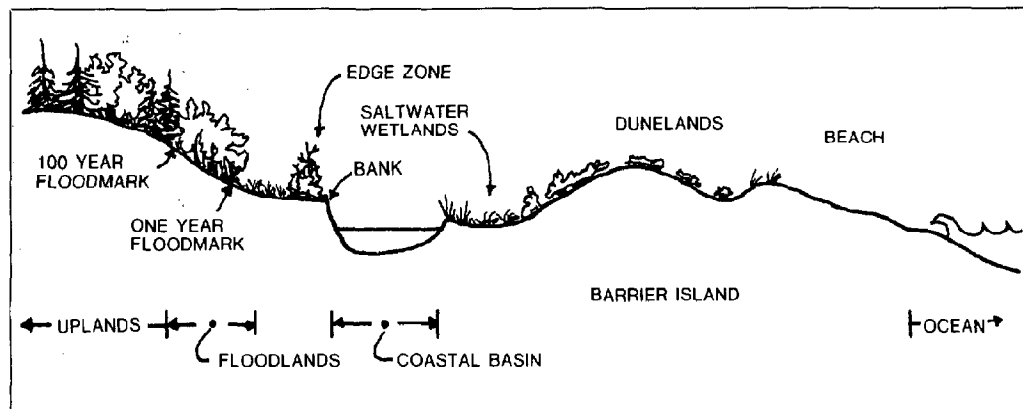 EDGE ZONE
SALTWATER
WETLANDS
DUNELANDS
BEACH
100 YEAR
FLOODMARK
BANK
ONE YEAR
FLOODMARK
BARRIER ISLAND
UPLANDS
FLOODLANDS
COASTAL BASIN
OCEAN